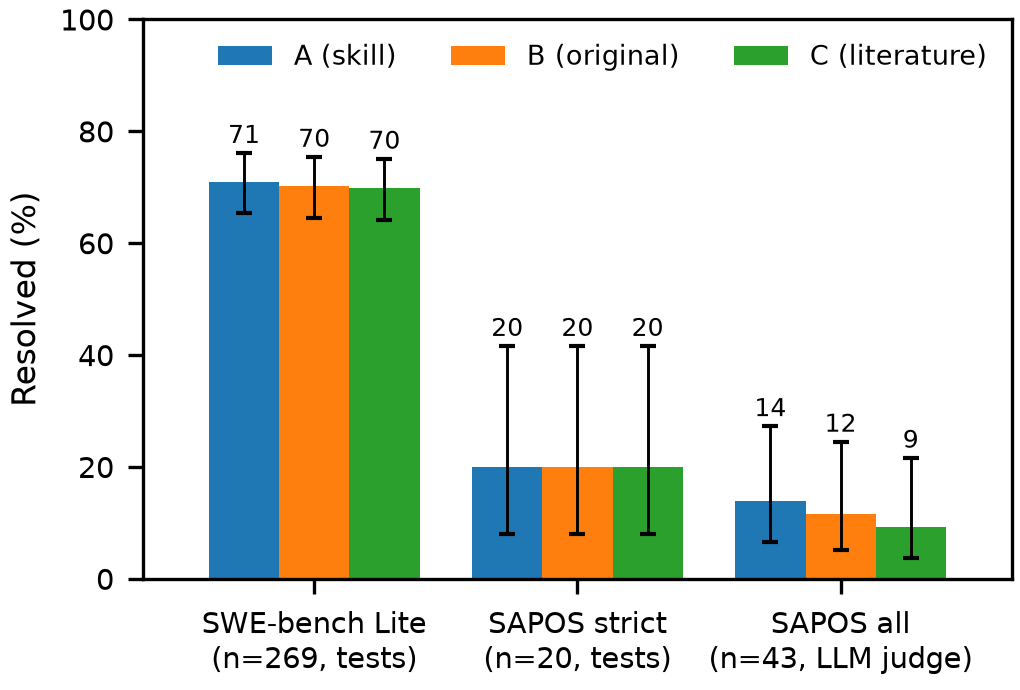 Resolved (%)
100
80
60
40
20
0
A (skill) B (original) C (literature)
71 70 70
20 20 20
14 12 9
SWE-bench Lite
(n=269, tests)
SAPOS strict
(n=20, tests)
SAPOS all
(n=43, LLM judge)